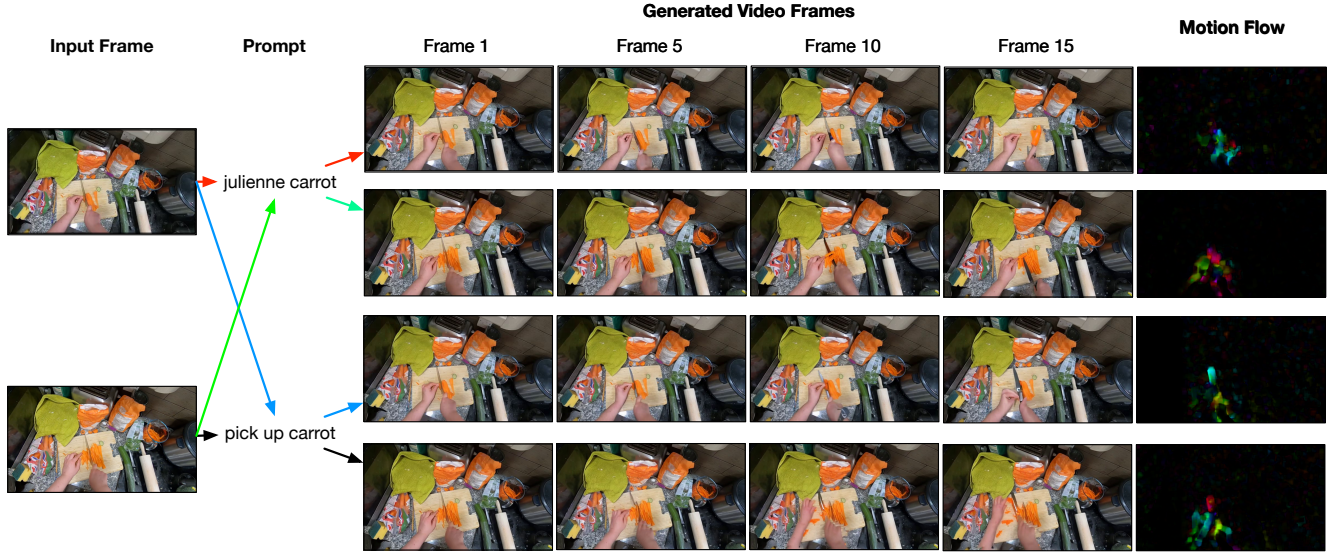 Generated Video Frames
Input Frame
Prompt
Frame 1
Frame 5
Frame 10
Frame 15
Motion Flow
julienne carrot
pick up carrot